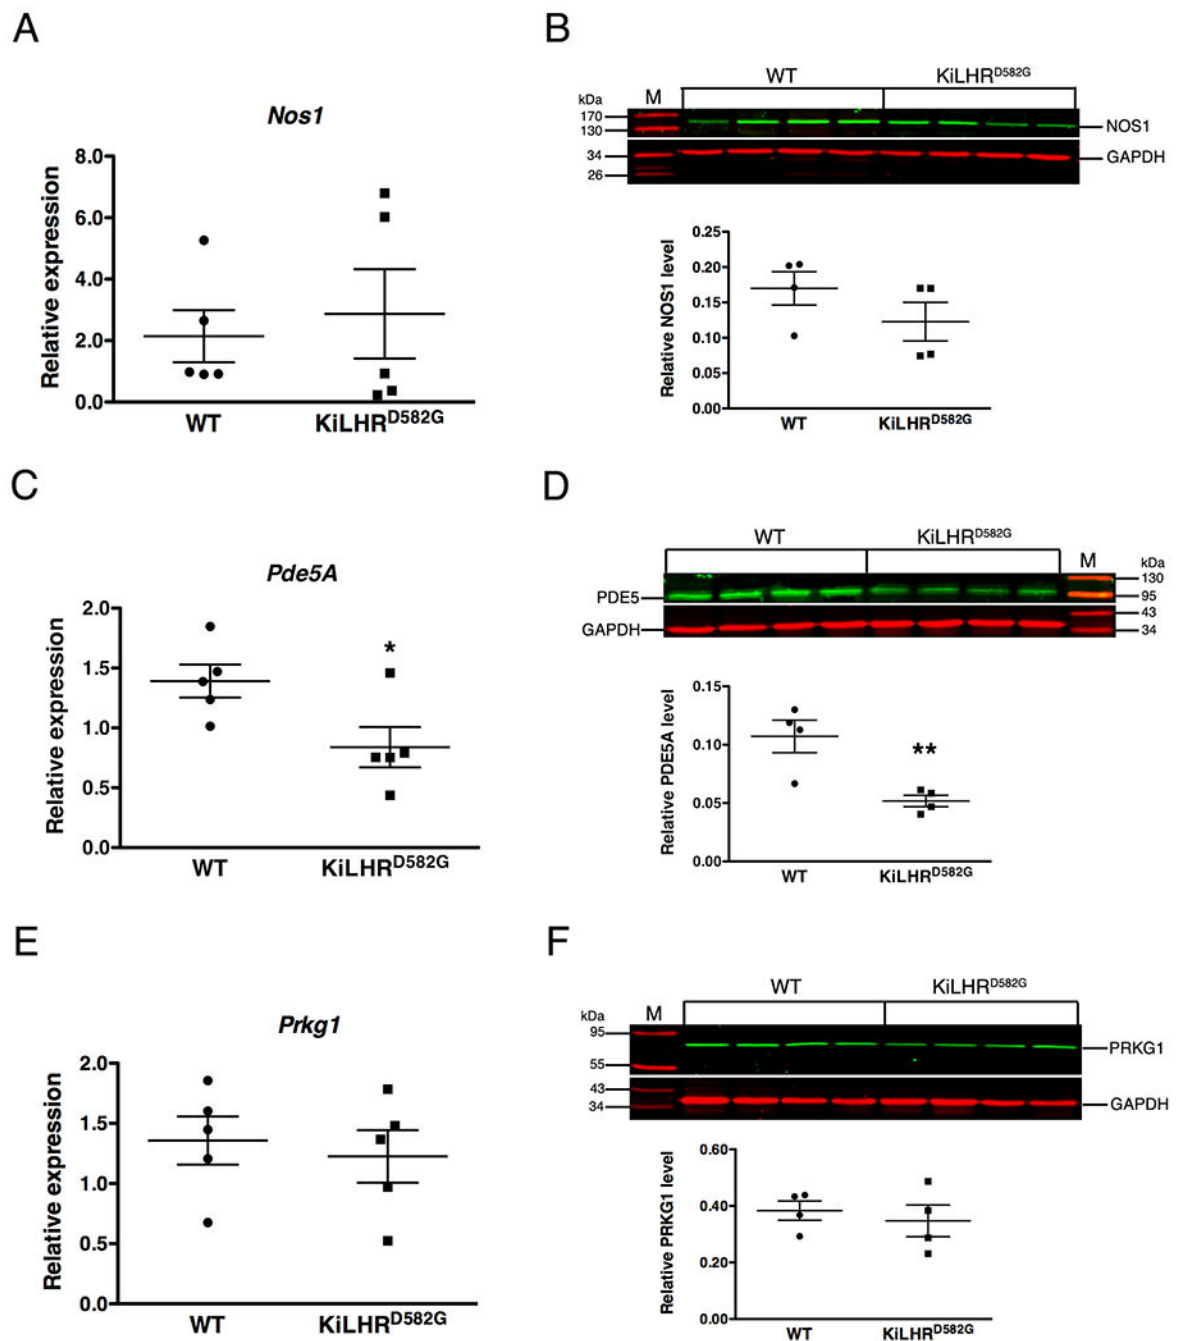 A
Nos1
Relative expression
8.0
6.0
4.0
2.0
0.0
WT
KiLHRD582G
B
WT
KiLHRD582G
kDa
M
170
130
34
26
NOS1
GAPDH
Relative NOS1 level
0.25
0.20
0.15
0.10
0.05
0.00
WT
KiLHRD582G
C
Pde5A
Relative expression
2.0
1.5
1.0
0.5
0.0
*
WT
KiLHRD582G
D
WT
KiLHRD582G
M
kDa
PDE5
GAPDH
130
95
43
34
Relative PDE5A level
0.15
0.10
0.05
0.00
**
WT
KiLHRD582G
E
Prkg1
Relative expression
2.0
1.5
1.0
0.5
0.0
WT
KiLHRD582G
F
WT
KiLHRD582G
kDa
M
95
55
43
34
PRKG1
GAPDH
Relative PRKG1 level
0.60
0.40
0.20
0.00
WT
KiLHRD582G